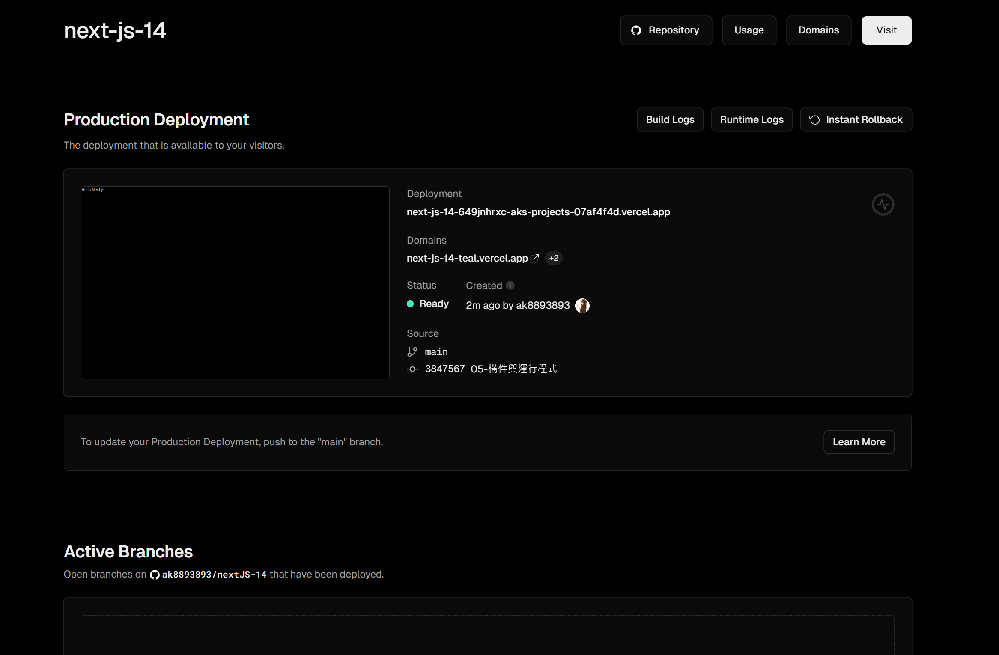 next-js-14
Repository
Usage
Domains
Visit
Production Deployment
Build Logs
Runtime Logs
Instant Rollback
The deployment that is available to your visitors.
Hello Next.js
Deployment
next-js-14-649jnhrxc-aks-projects-07af4f4d.vercel.app
Domains
next-js-14-teal.vercel.app +2
Status Created
Ready 2m ago by ak8893893
Source
main
3847567 05-構件與運行程式
To update your Production Deployment, push to the "main" branch.
Learn More
Active Branches
Open branches on ak8893893/nextJS-14 that have been deployed.